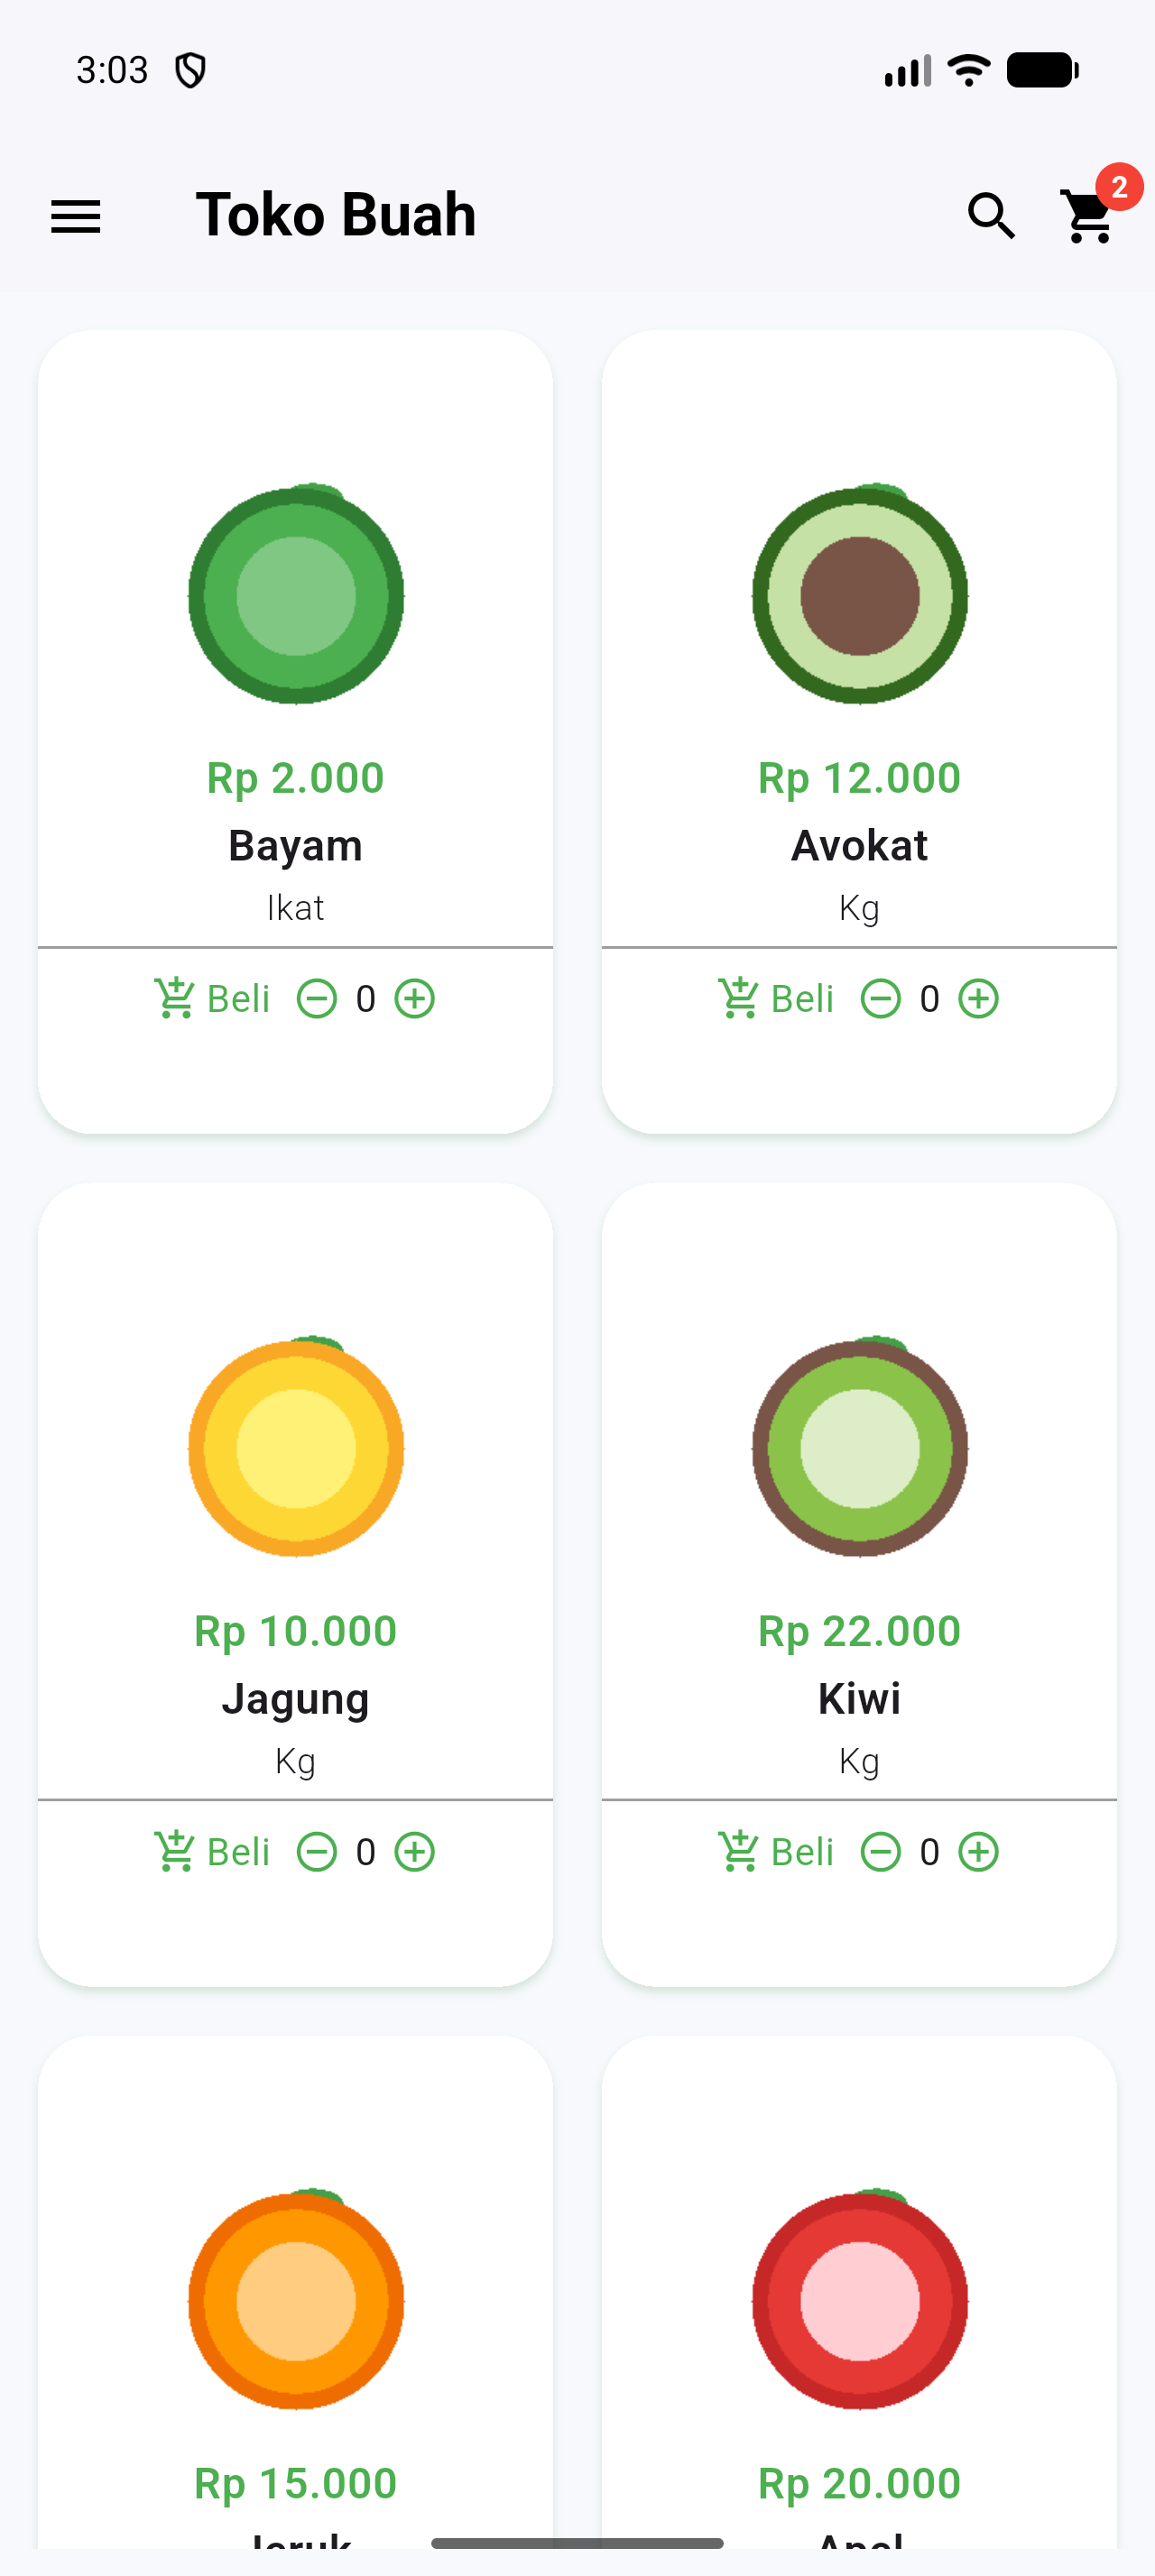 3:03
Toko Buah
2
Rp 2.000
Bayam
Ikat
Beli 0
Rp 12.000
Avokat
Kg
Beli 0
Rp 10.000
Jagung
Kg
Beli 0
Rp 22.000
Kiwi
Kg
Beli 0
Rp 15.000
Jeruk
Rp 20.000
Apel